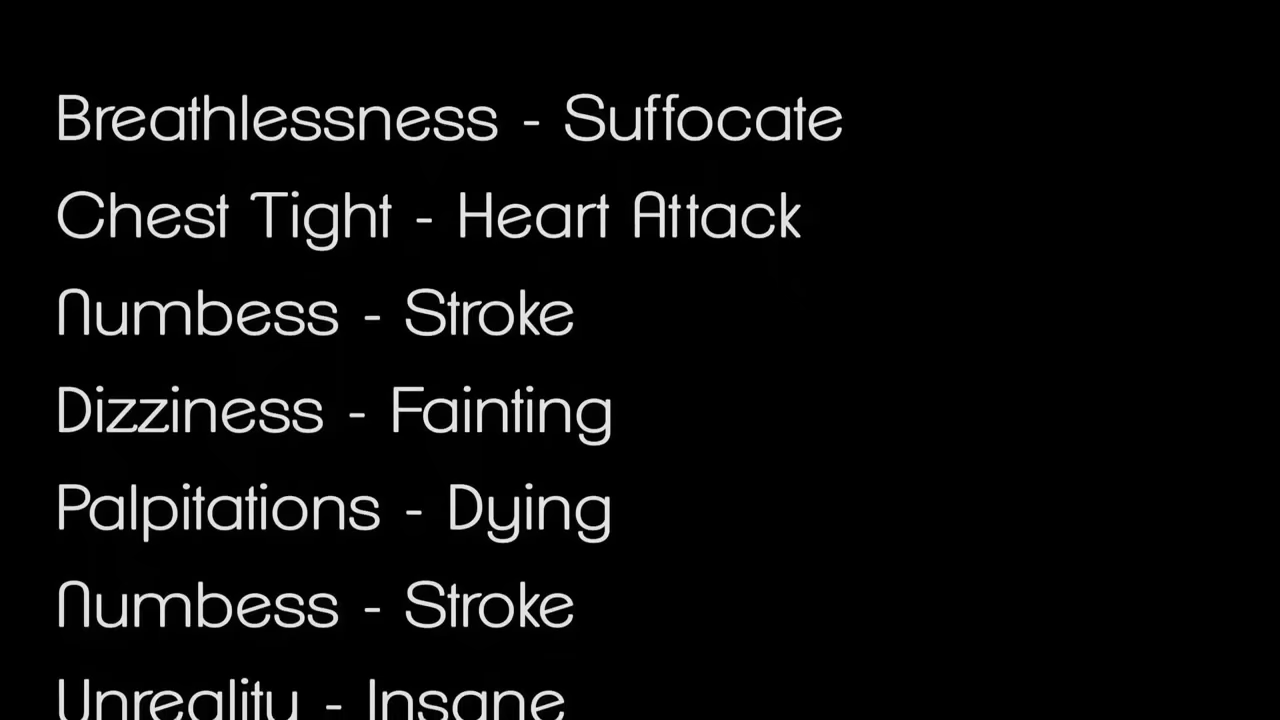 Breathlessness - Suffocate
Chest Tight - Heart Attack
Numbess - Stroke
Dizziness - Fainting
Palpitations - Dying
Numbess - Stroke
Unreality - Insane